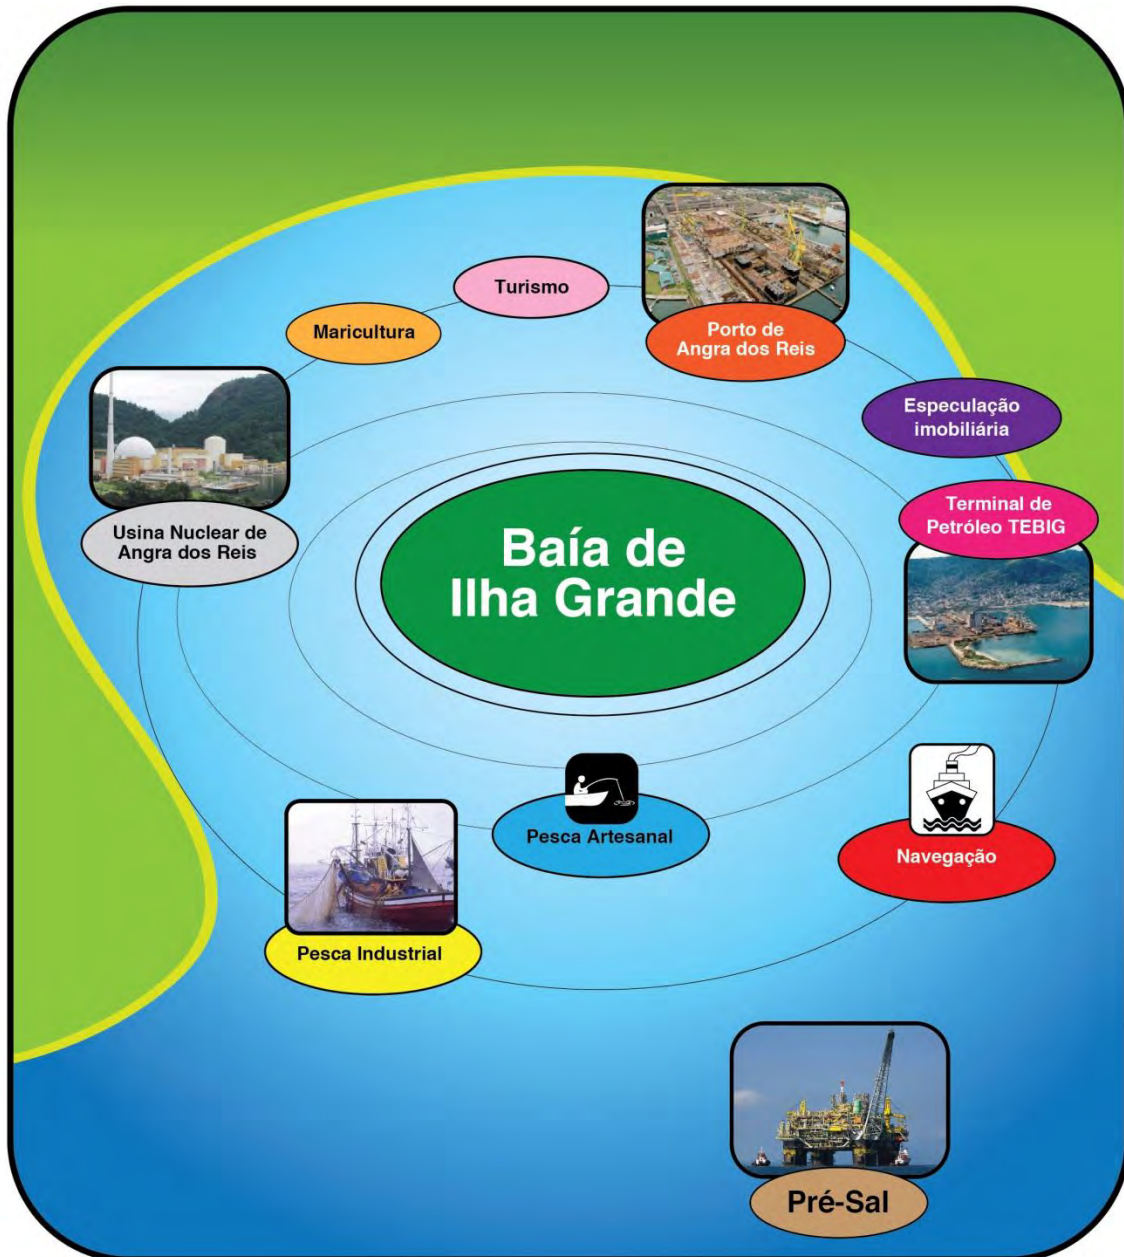 Turismo
Porto de
Angra dos Reis
Maricultura
Especulação
imobiliária
Usina Nuclear de
Angra dos Reis
Terminal de
Petróleo TEBIG
Baía de
Ilha Grande
Pesca Artesanal
Navegação
Pesca Industrial
Pré-Sal